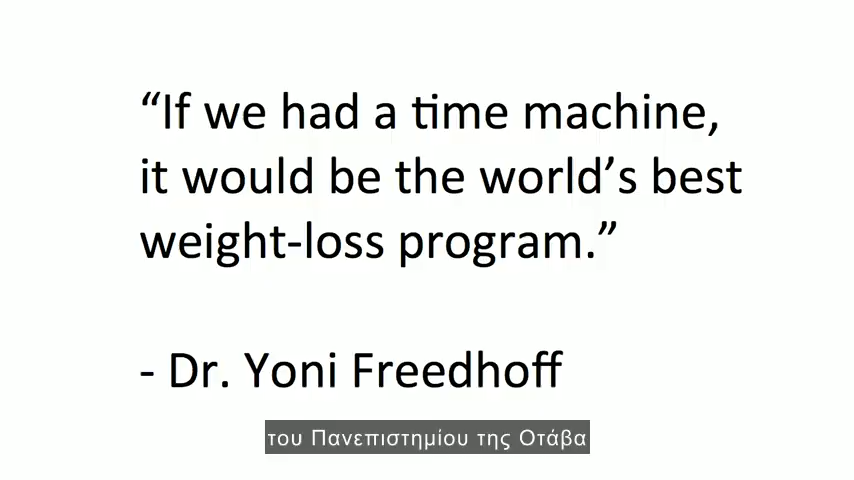 “If we had a time machine,
it would be the world’s best
weight-loss program.”
- Dr. Yoni Freedhoff
του Πανεπιστημίου της Οτάβα